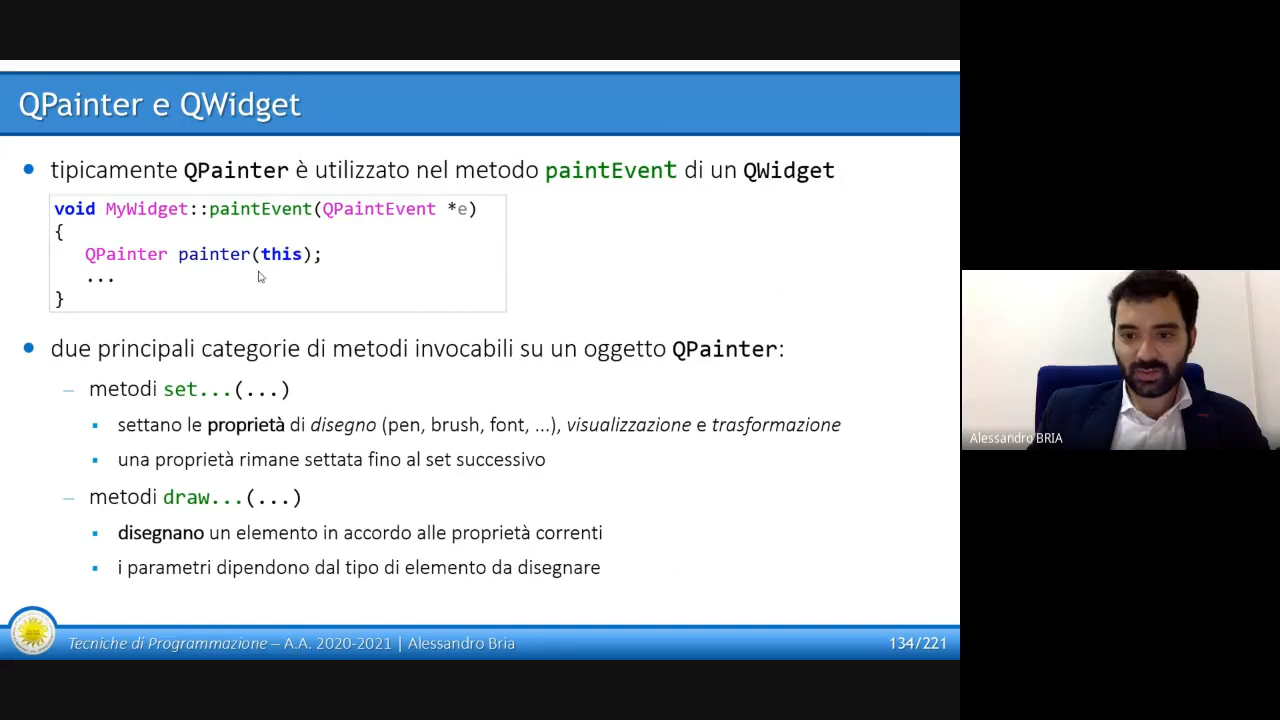 QPainter e QWidget
• tipicamente QPainter è utilizzato nel metodo paintEvent di un QWidget
void MyWidget::paintEvent(QPaintEvent *e)
{
QPainter painter(this);
...
}
• due principali categorie di metodi invocabili su un oggetto QPainter:
– metodi set...(...)
▪ settano le proprietà di disegno (pen, brush, font, ...), visualizzazione e trasformazione
▪ una proprietà rimane settata fino al set successivo
– metodi draw...(...)
▪ disegnano un elemento in accordo alle proprietà correnti
▪ i parametri dipendono dal tipo di elemento da disegnare
Tecniche di Programmazione – A.A. 2020-2021 | Alessandro Bria
134/221
Alessandro BRIA